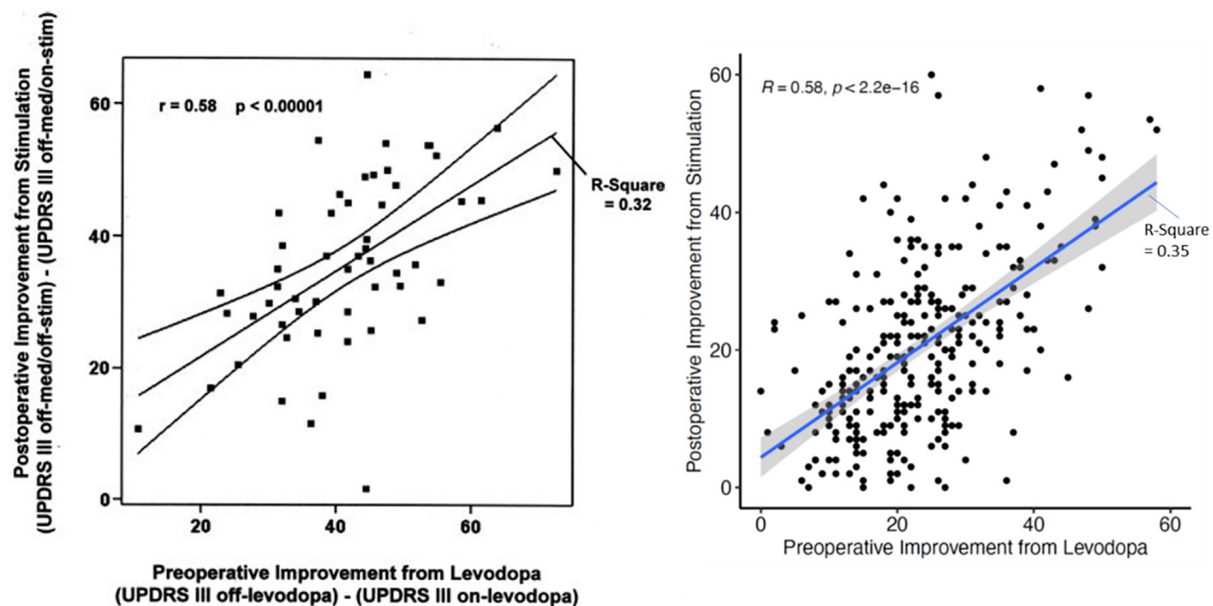 Postoperative Improvement from Stimulation
(UPDRS III off-med/off-stim) - (UPDRS III off-med/on-stim)
60
40
20
0
r = 0.58 p < 0.00001
R-Square
= 0.32
20 40 60
Preoperative Improvement from Levodopa
(UPDRS III off-levodopa) - (UPDRS III on-levodopa)
Postoperative Improvement from Stimulation
60
40
20
0
R = 0.58, p < 2.2e−16
R-Square
= 0.35
0 20 40 60
Preoperative Improvement from Levodopa